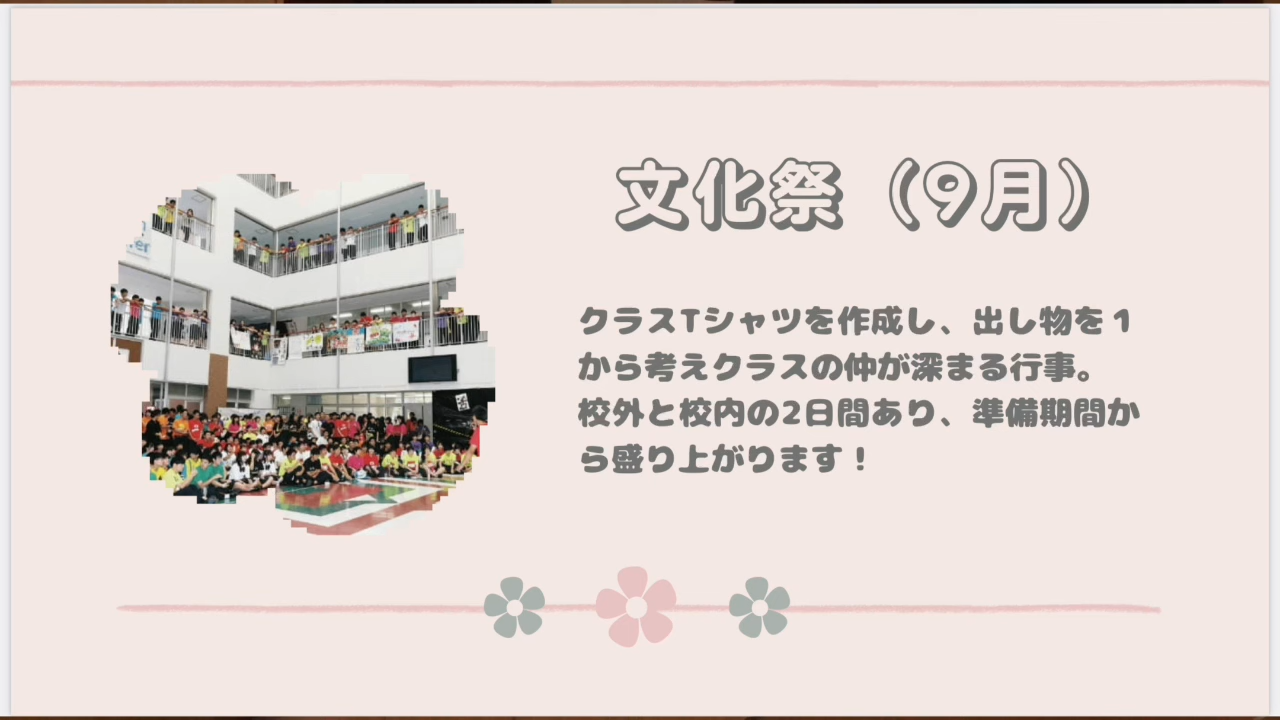 文化祭（9月）
クラスTシャツを作成し、出し物を１
から考えクラスの仲が深まる行事。
校外と校内の2日間あり、準備期間か
ら盛り上がります！